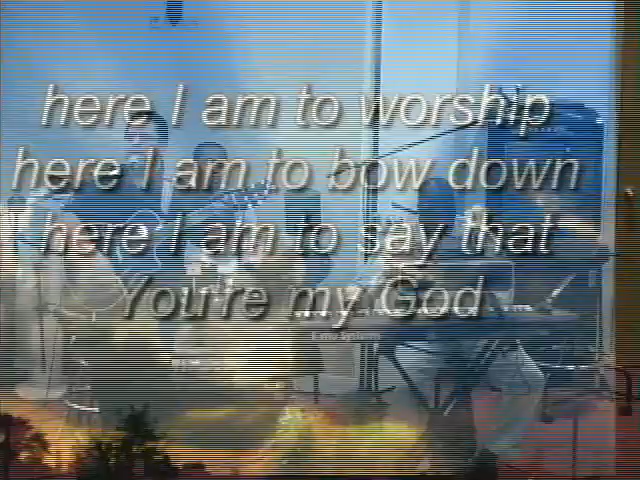 here I am to worship
here I am to bow down
here I am to say that
You're my God